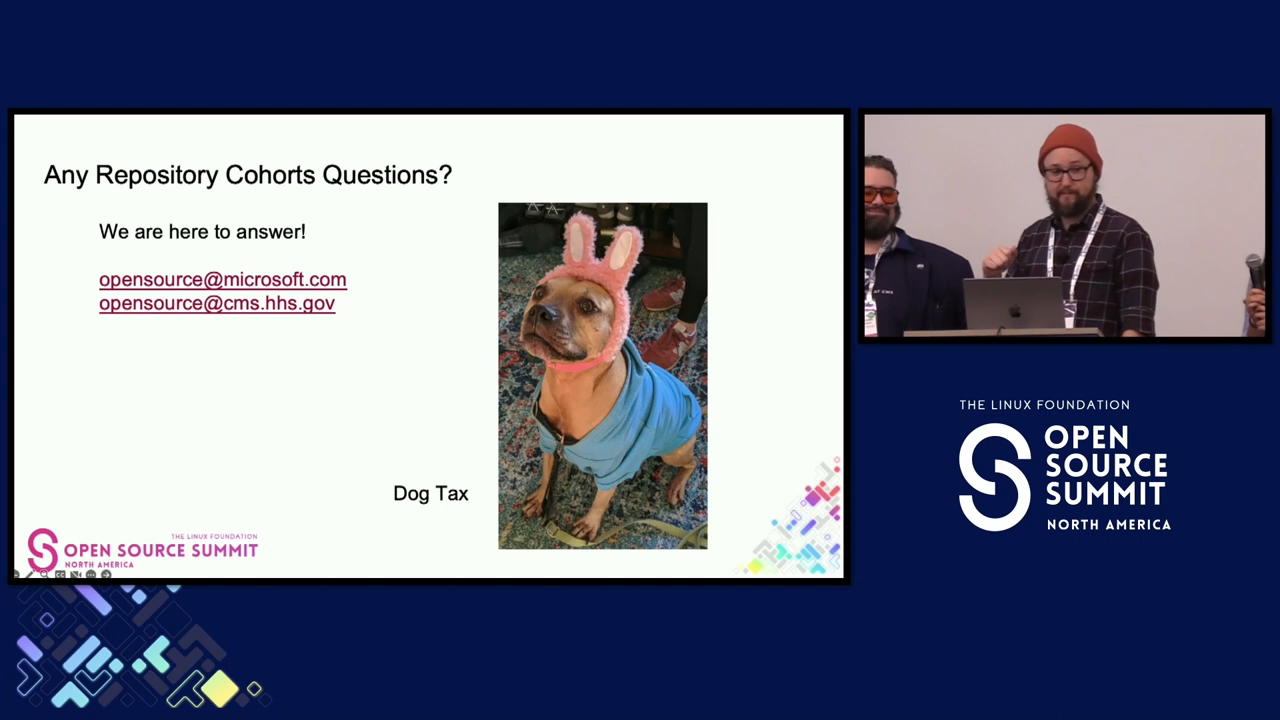 Any Repository Cohorts Questions?
We are here to answer!
opensource@microsoft.com
opensource@cms.hhs.gov
Dog Tax
THE LINUX FOUNDATION
OPEN SOURCE SUMMIT
NORTH AMERICA
THE LINUX FOUNDATION
OPEN
SOURCE
SUMMIT
NORTH AMERICA